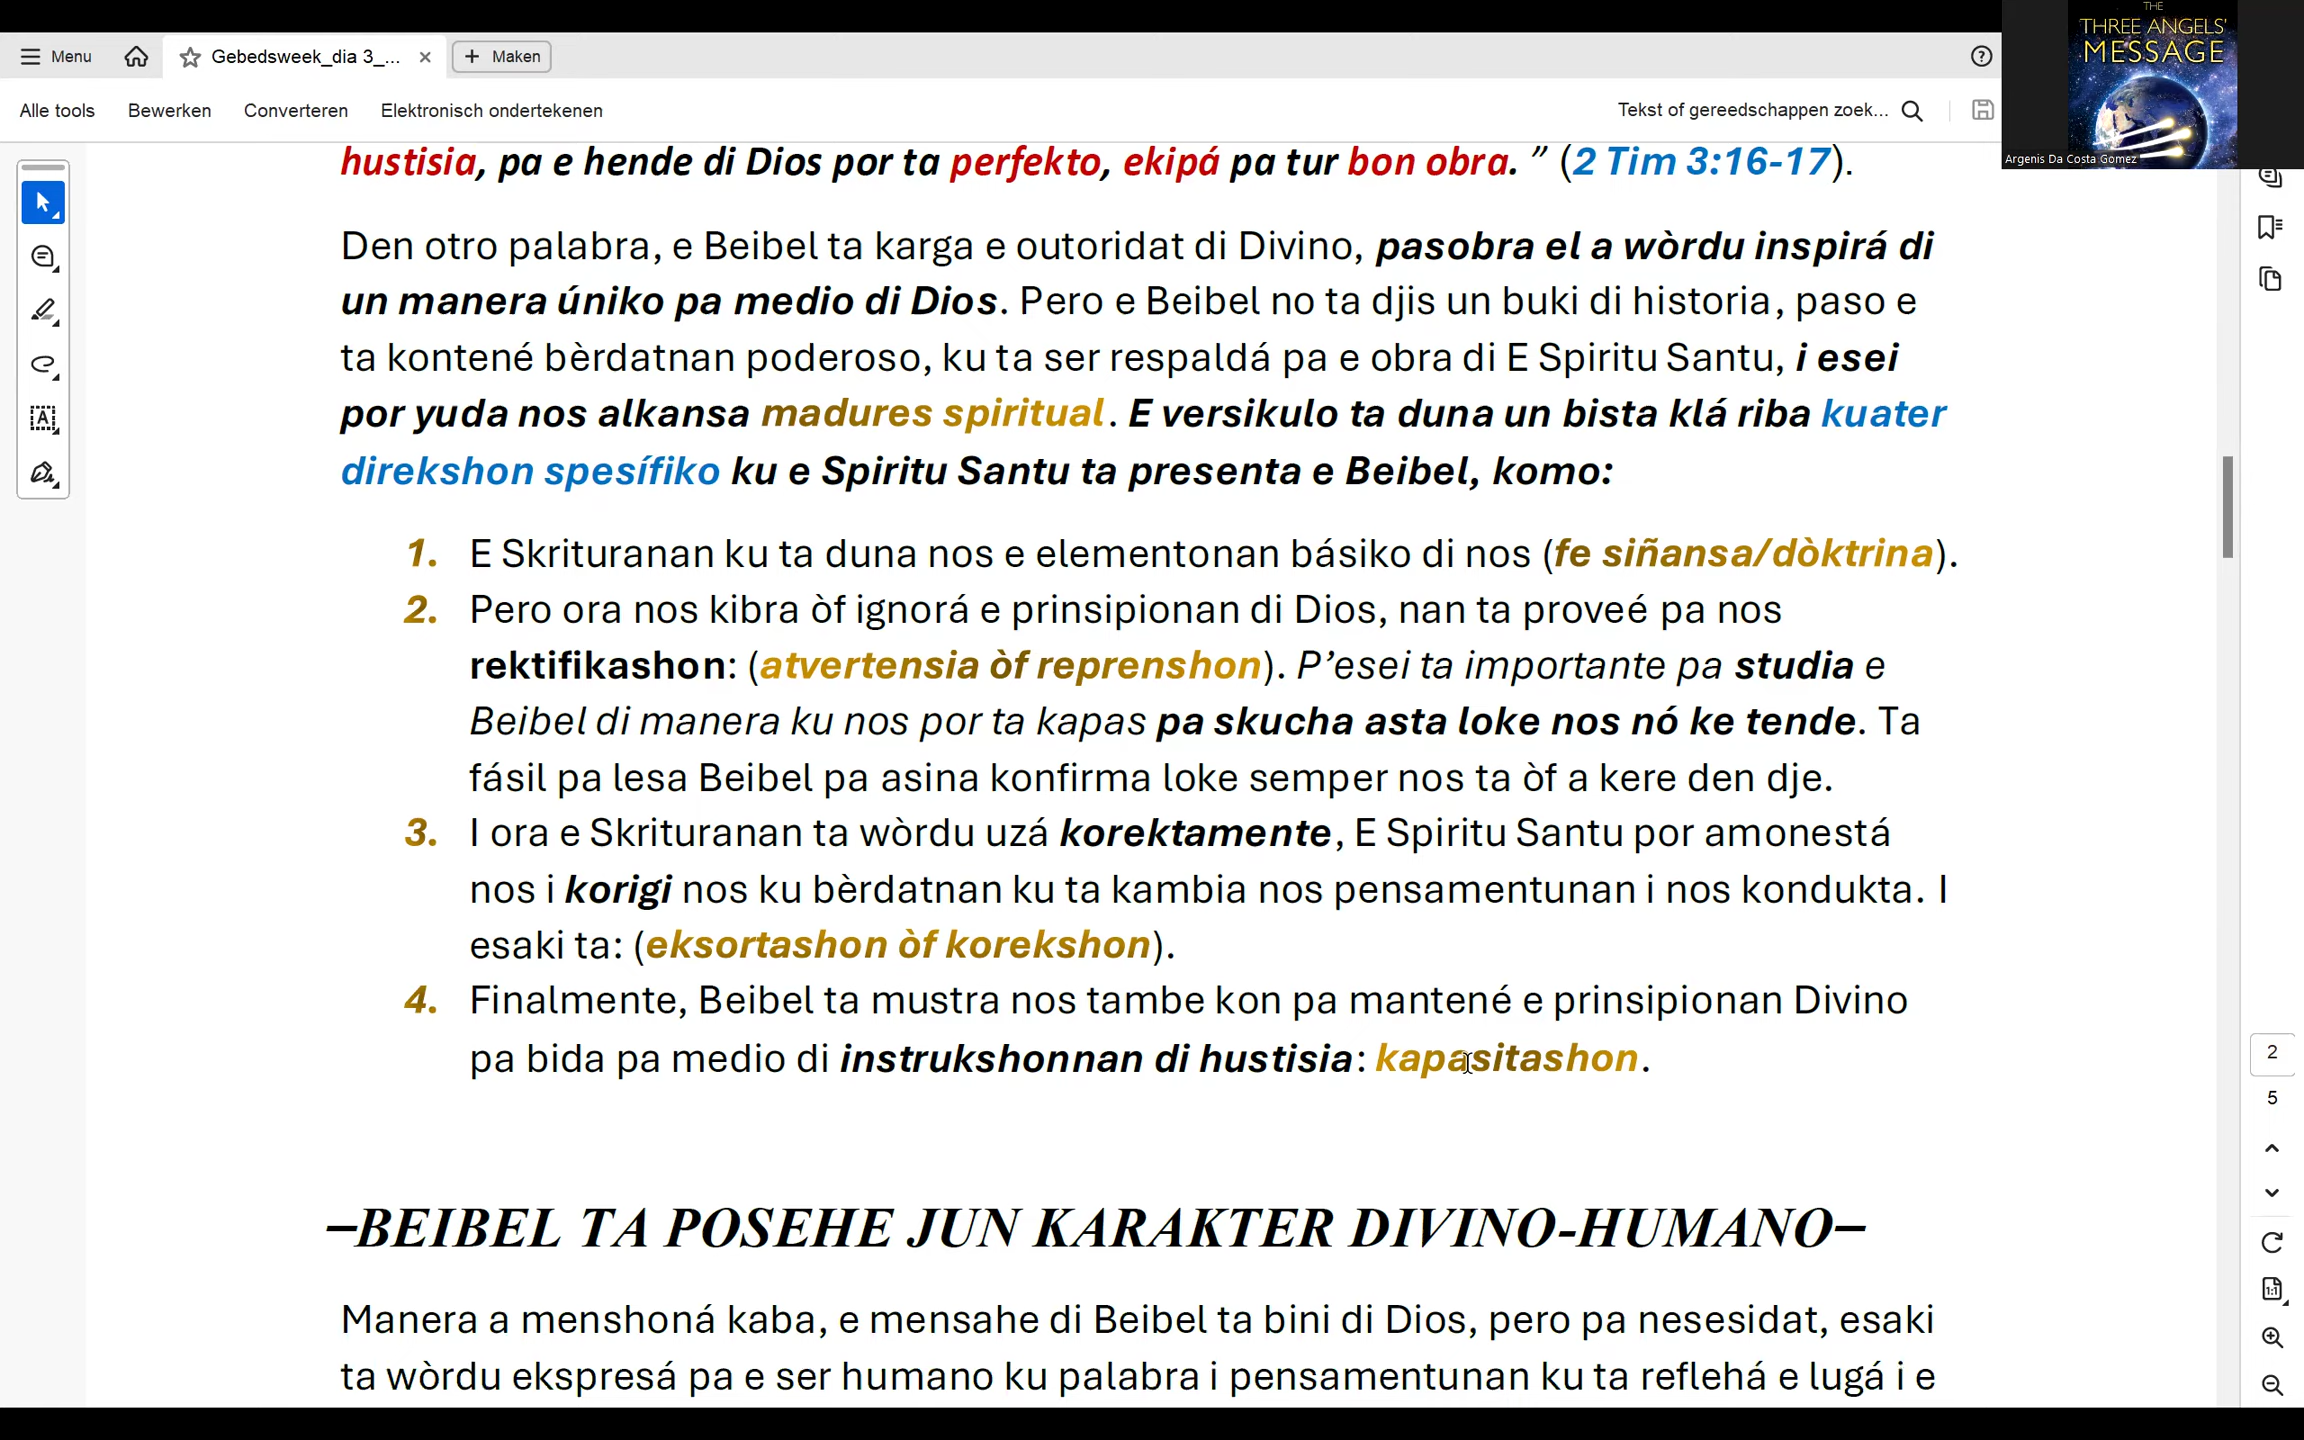 THE
THREE ANGELS'
MESSAGE
Argenis Da Costa Gomez
Menu
Gebedsweek_dia 3_...
Maken
Alle tools
Bewerken
Converteren
Elektronisch ondertekenen
Tekst of gereedschappen zoek...
hustisia, pa e hende di Dios por ta perfekto, ekipá pa tur bon obra. ” (2 Tim 3:16-17).
Den otro palabra, e Beibel ta karga e outoridat di Divino, pasobra el a wòrdu inspirá di
un manera úniko pa medio di Dios. Pero e Beibel no ta djis un buki di historia, paso e
ta kontené bèrdatnan poderoso, ku ta ser respaldá pa e obra di E Spiritu Santu, i esei
por yuda nos alkansa madures spiritual. E versikulo ta duna un bista klá riba kuater
direkshon spesífiko ku e Spiritu Santu ta presenta e Beibel, komo:
1. E Skrituranan ku ta duna nos e elementonan básiko di nos (fe siñansa/dòktrina).
2. Pero ora nos kibra òf ignorá e prinsipionan di Dios, nan ta proveé pa nos
rektifikashon: (atvertensia òf reprenshon). P’esei ta importante pa studia e
Beibel di manera ku nos por ta kapas pa skucha asta loke nos nó ke tende. Ta
fásil pa lesa Beibel pa asina konfirma loke semper nos ta òf a kere den dje.
3. I ora e Skrituranan ta wòrdu uzá korektamente, E Spiritu Santu por amonestá
nos i korigi nos ku bèrdatnan ku ta kambia nos pensamentunan i nos kondukta. I
esaki ta: (eksortashon òf korekshon).
4. Finalmente, Beibel ta mustra nos tambe kon pa mantené e prinsipionan Divino
pa bida pa medio di instrukshonnan di hustisia: kapasitashon.
–BEIBEL TA POSEHE JUN KARAKTER DIVINO-HUMANO–
Manera a menshoná kaba, e mensahe di Beibel ta bini di Dios, pero pa nesesidat, esaki
ta wòrdu ekspresá pa e ser humano ku palabra i pensamentunan ku ta reflehá e lugá i e
2
5